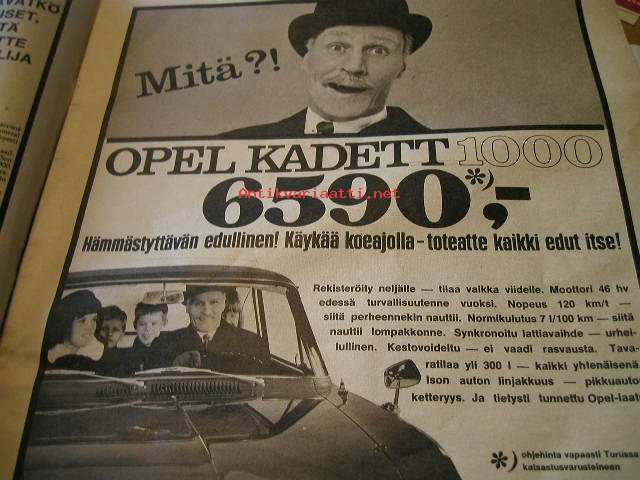 Mitä?!
OPEL KADETT 1000
6590,- *)
Antikvariaatti.net
Hämmästyttävän edullinen! Käykää koeajolla - toteatte kaikki edut itse!
Rekisteröity neljälle — tilaa vaikka viidelle. Moottori 46 hv
edessä turvallisuutenne vuoksi. Nopeus 120 km/t —
siitä perheennekin nauttii. Normikulutus 7 l/100 km — siitä
nauttii lompakkonne. Synkronoitu lattiavaihde — urhei-
lullinen. Kestovoideltu — ei vaadi rasvausta. Tava-
ratilaa yli 300 l — kaikki yhtenäisenä.
Ison auton linjakkuus — pikkuauto
ketteryys. Ja tietysti tunnettu Opel-laat
*) ohjehinta vapaasti Turussa
katsastusvarusteineen